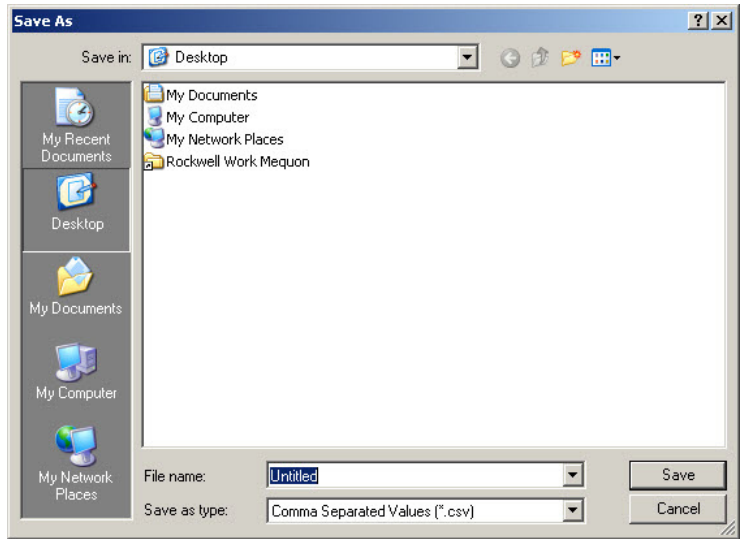 Save As
Save in: Desktop
My Recent
Documents
Desktop
My Documents
My Computer
My Network
Places
My Documents
My Computer
My Network Places
Rockwell Work Mequon
File name: Untitled
Save
Save as type: Comma Separated Values (*.csv)
Cancel